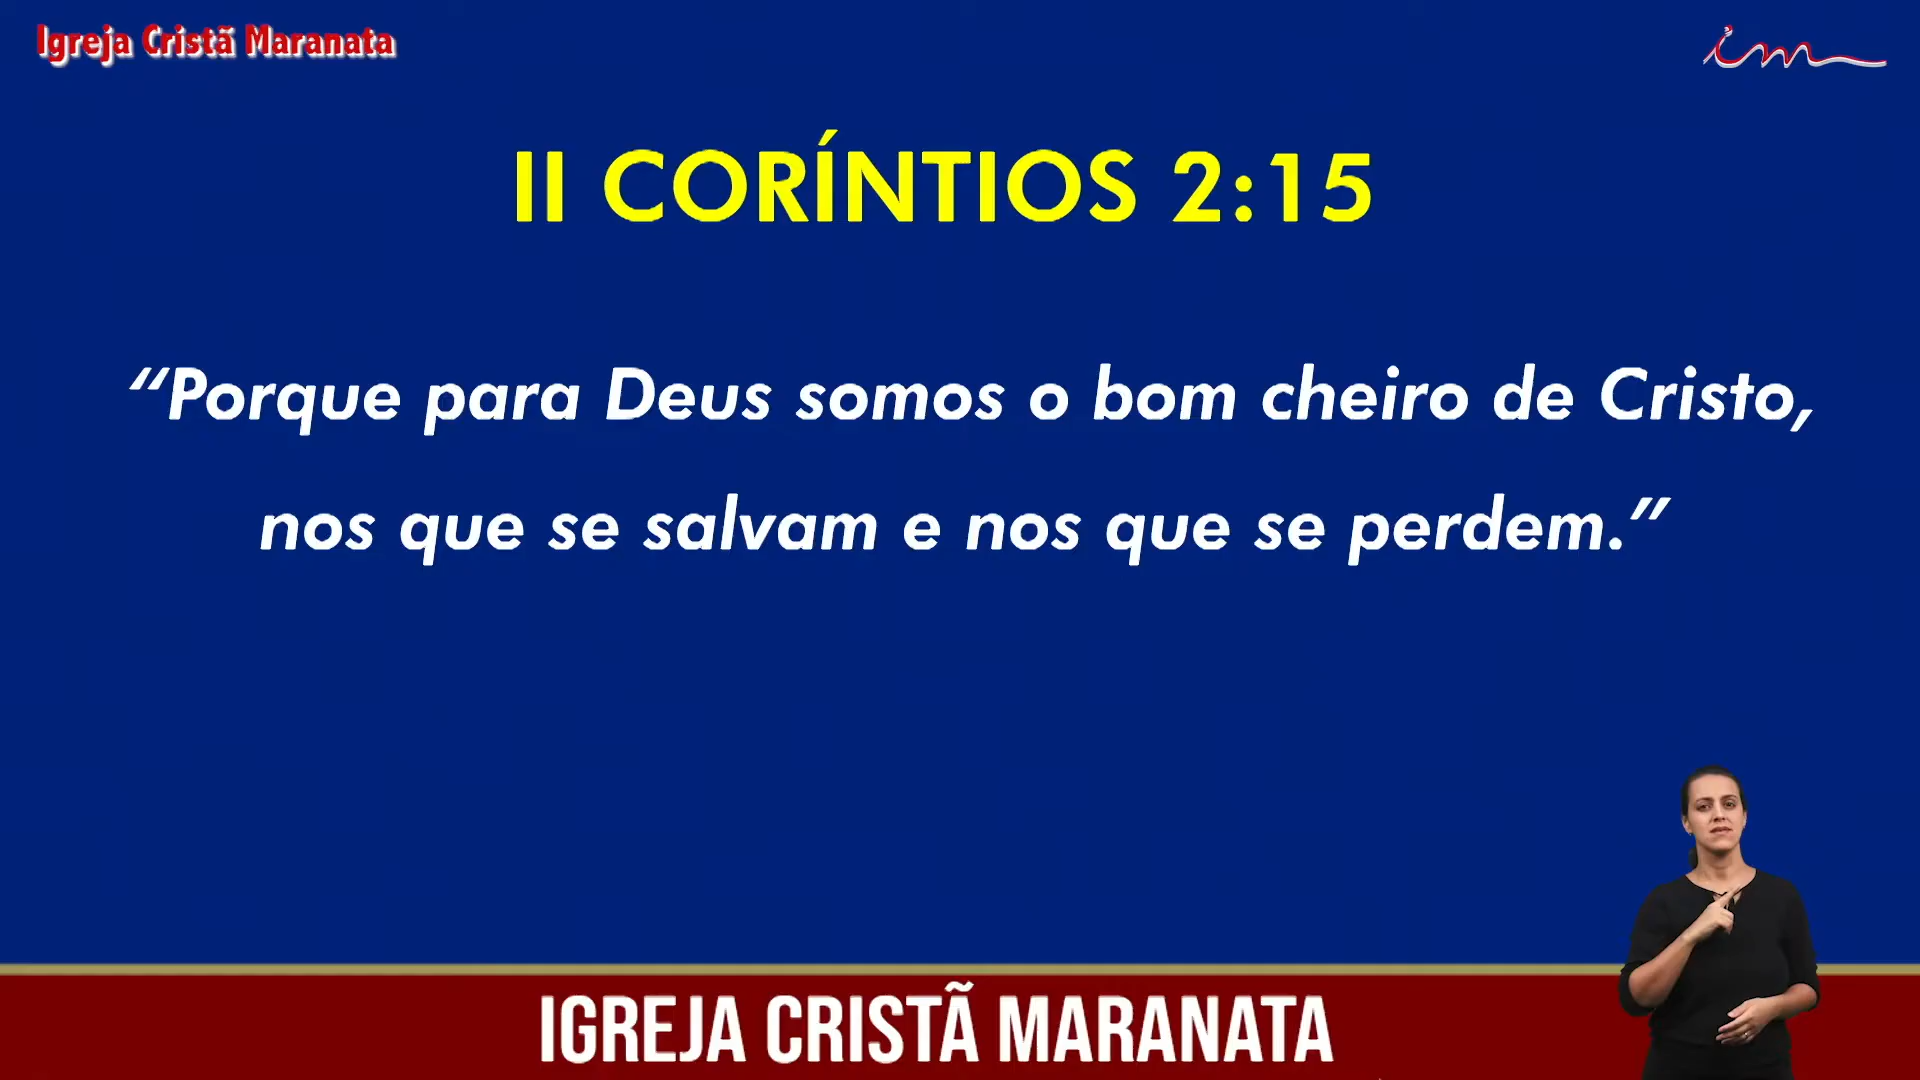 Igreja Cristã Maranata
im
II CORÍNTIOS 2:15
“Porque para Deus somos o bom cheiro de Cristo,
nos que se salvam e nos que se perdem.”
IGREJA CRISTÃ MARANATA